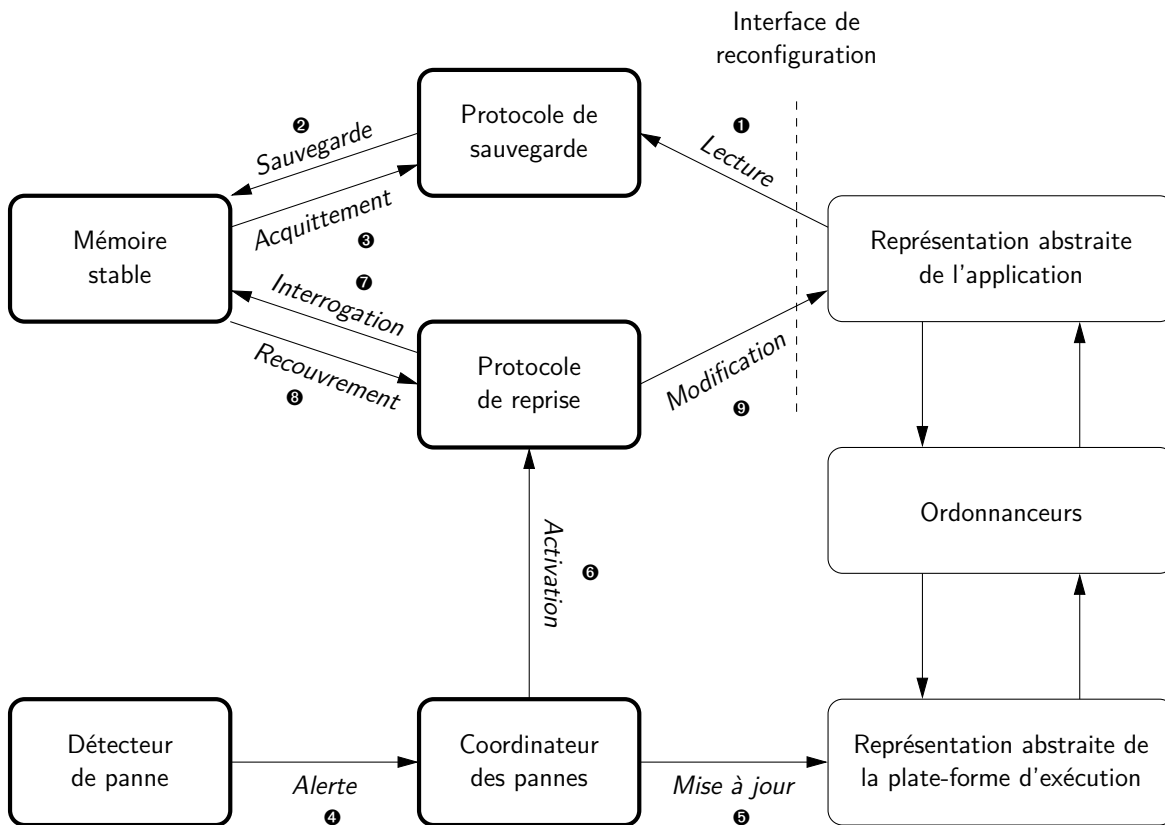 Interface de
reconfiguration
Protocole de
sauvegarde
❷
Sauvegarde
❶
Lecture
Mémoire
stable
Acquittement
❸
Représentation abstraite
de l'application
❼
Interrogation
Protocole
de reprise
Recouvrement
❽
Modification
❾
Ordonnanceurs
Activation
❻
Détecteur
de panne
Alerte
❹
Coordinateur
des pannes
Mise à jour
❺
Représentation abstraite de
la plate-forme d'exécution